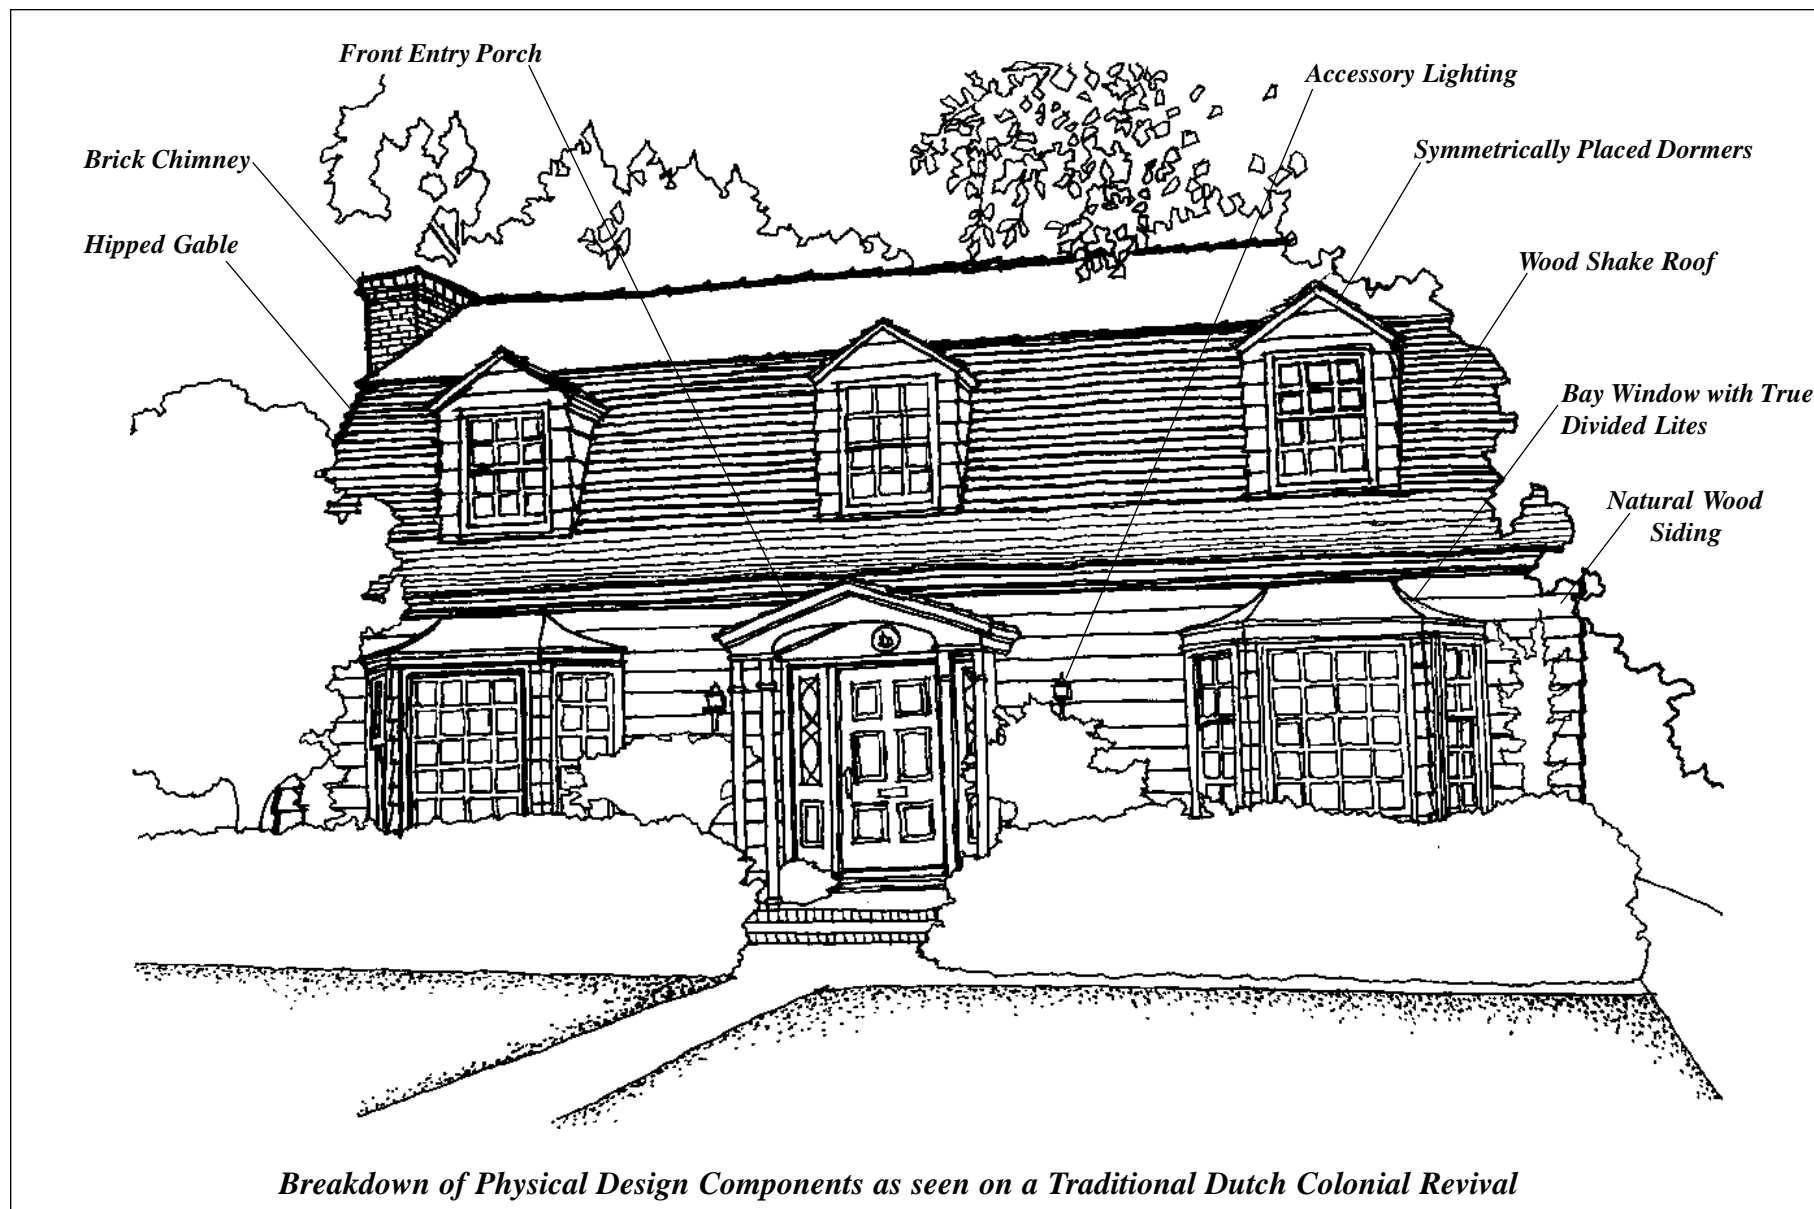 Front Entry Porch
Accessory Lighting
Brick Chimney
Symmetrically Placed Dormers
Hipped Gable
Wood Shake Roof
Bay Window with True
Divided Lites
Natural Wood
Siding
Breakdown of Physical Design Components as seen on a Traditional Dutch Colonial Revival